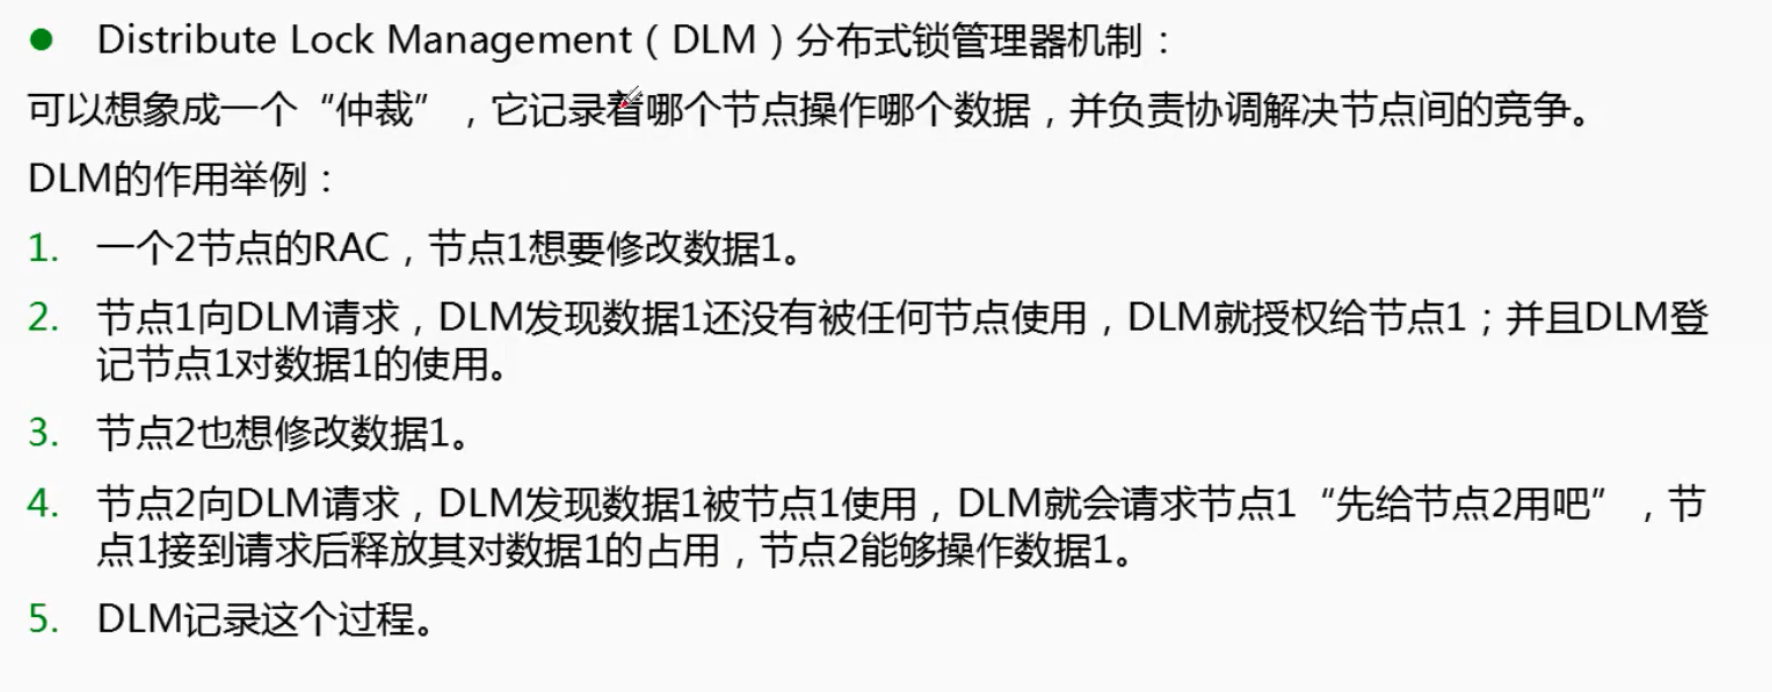 ● Distribute Lock Management（DLM）分布式锁管理器机制：
可以想象成一个“仲裁”，它记录着哪个节点操作哪个数据，并负责协调解决节点间的竞争。
DLM的作用举例：
1. 一个2节点的RAC，节点1想要修改数据1。
2. 节点1向DLM请求，DLM发现数据1还没有被任何节点使用，DLM就授权给节点1；并且DLM登
记节点1对数据1的使用。
3. 节点2也想修改数据1。
4. 节点2向DLM请求，DLM发现数据1被节点1使用，DLM就会请求节点1“先给节点2用吧”，节
点1接到请求后释放其对数据1的占用，节点2能够操作数据1。
5. DLM记录这个过程。